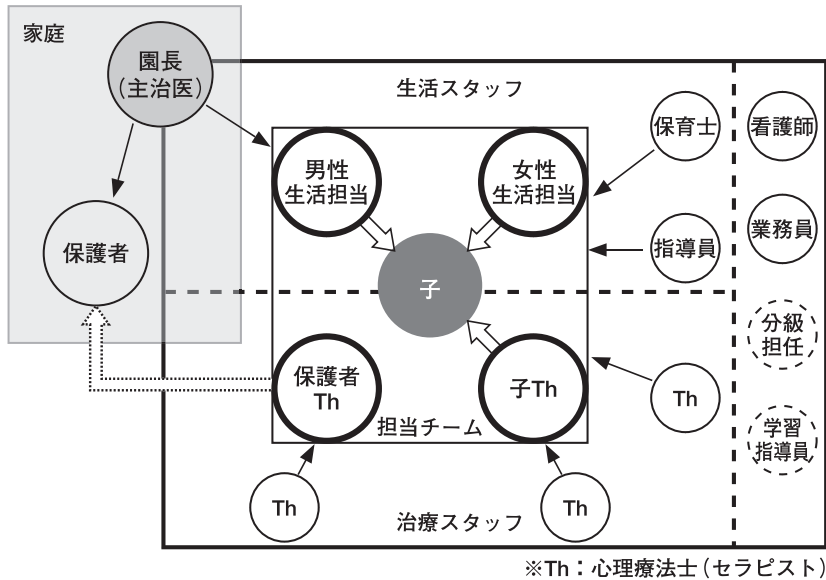 家庭
園長
(主治医)
生活スタッフ
保育士
看護師
男性
生活担当
女性
生活担当
保護者
指導員
業務員
子
分級
担任
保護者
Th
子Th
Th
担当チーム
学習
指導員
Th
Th
治療スタッフ
※Th：心理療法士(セラピスト)